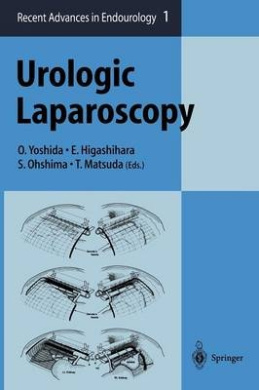 Recent Advances in Endourology 1
Urologic
Laparoscopy
O. Yoshida • E. Higashihara
S. Ohshima • T. Matsuda (Eds.)
Springer